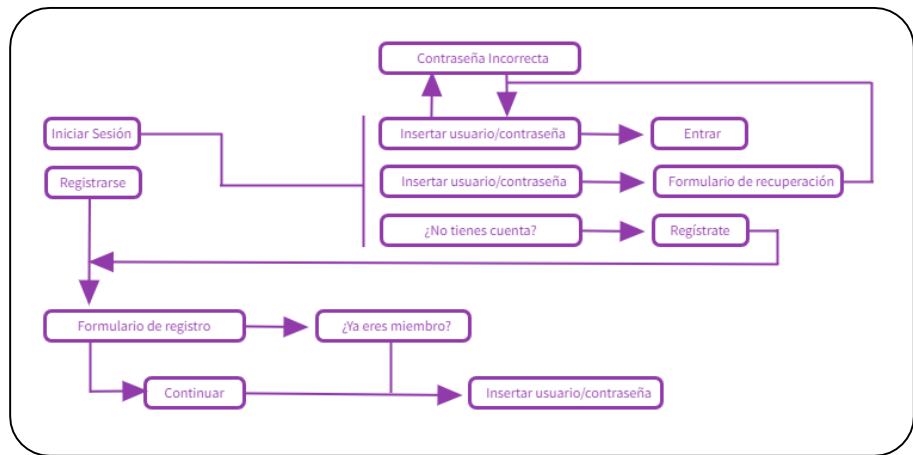 Contraseña Incorrecta
Iniciar Sesión
Insertar usuario/contraseña
Entrar
Registrarse
Insertar usuario/contraseña
Formulario de recuperación
¿No tienes cuenta?
Regístrate
Formulario de registro
¿Ya eres miembro?
Continuar
Insertar usuario/contraseña